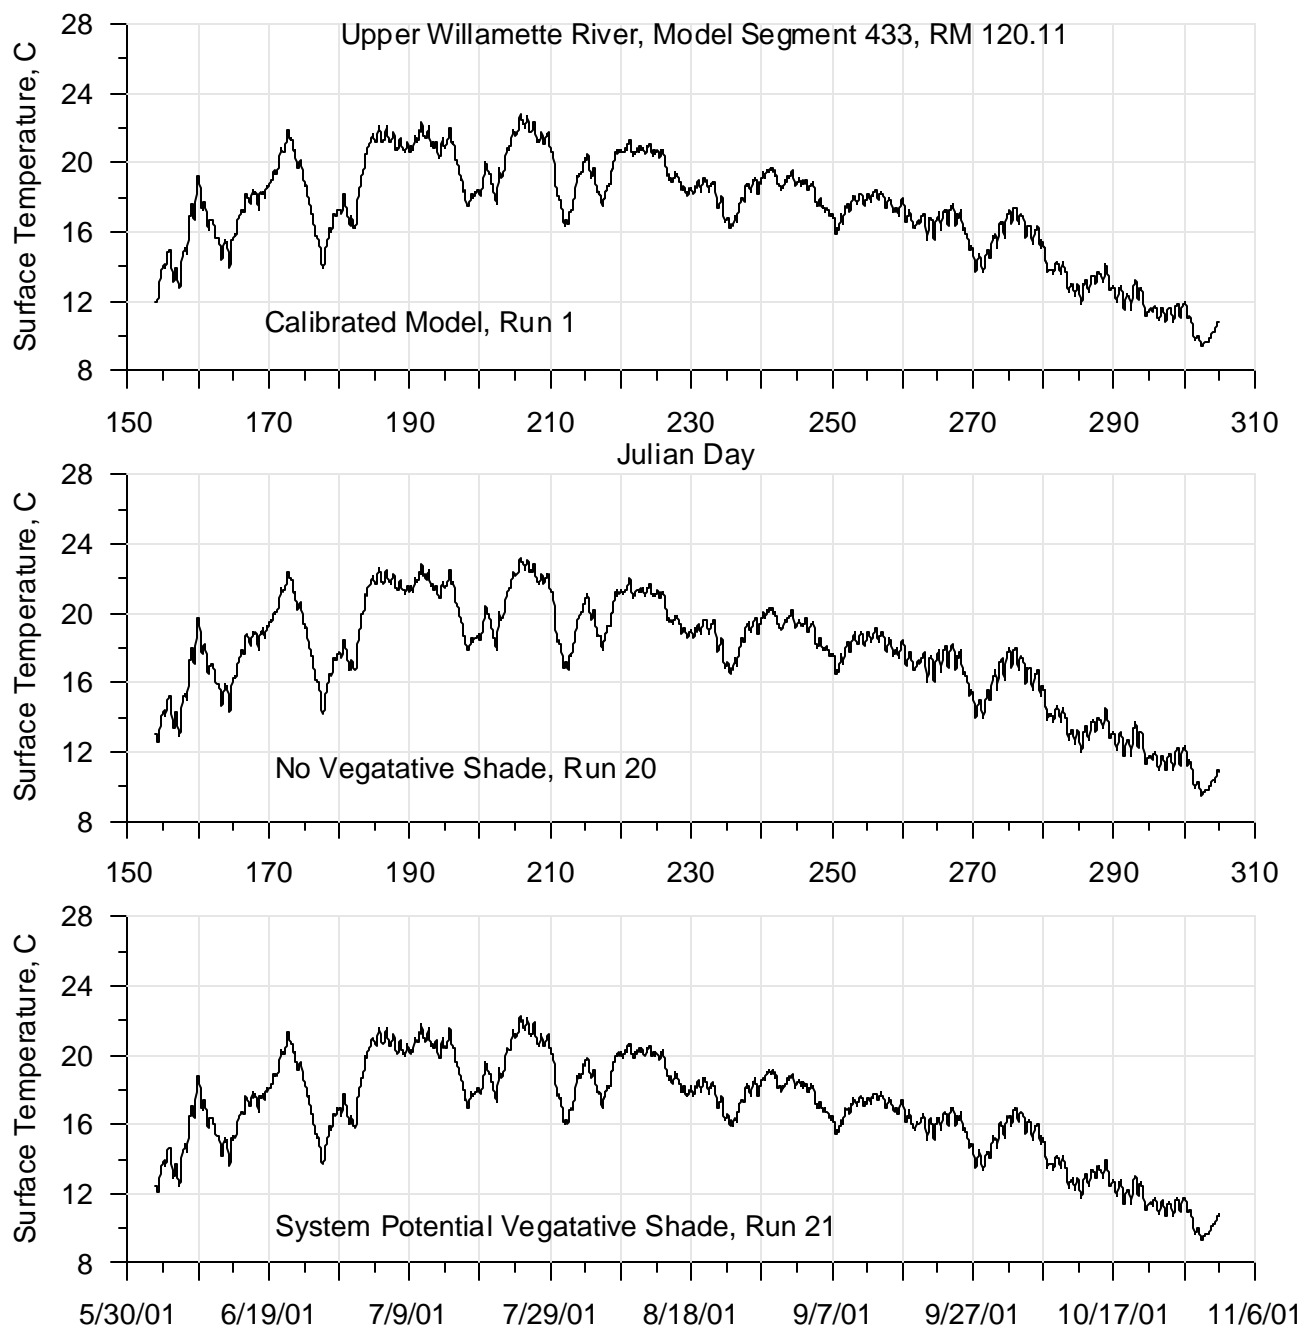 28
Upper Willamette River, Model Segment 433, RM 120.11
24
20
16
12
8
Surface Temperature, C
Calibrated Model, Run 1
150 170 190 210 230 250 270 290 310
Julian Day
28
24
20
16
12
8
Surface Temperature, C
No Vegatative Shade, Run 20
150 170 190 210 230 250 270 290 310
28
24
20
16
12
8
Surface Temperature, C
System Potential Vegatative Shade, Run 21
5/30/01 6/19/01 7/9/01 7/29/01 8/18/01 9/7/01 9/27/01 10/17/01 11/6/01